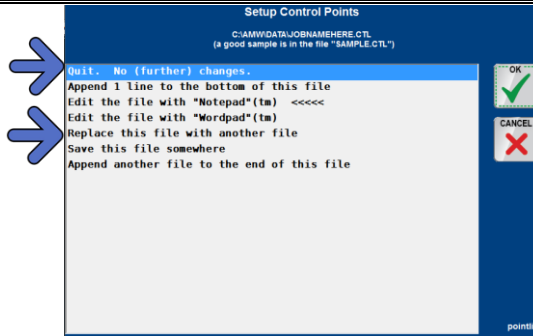 Setup Control Points
C:\AMW\DATA\JOBNAMEHERE.CTL
(a good sample is in the file "SAMPLE.CTL")
Quit. No (further) changes.
Append 1 line to the bottom of this file
Edit the file with "Notepad"(tm) <<<<<
Edit the file with "Wordpad"(tm)
Replace this file with another file
Save this file somewhere
Append another file to the end of this file
OK
CANCEL